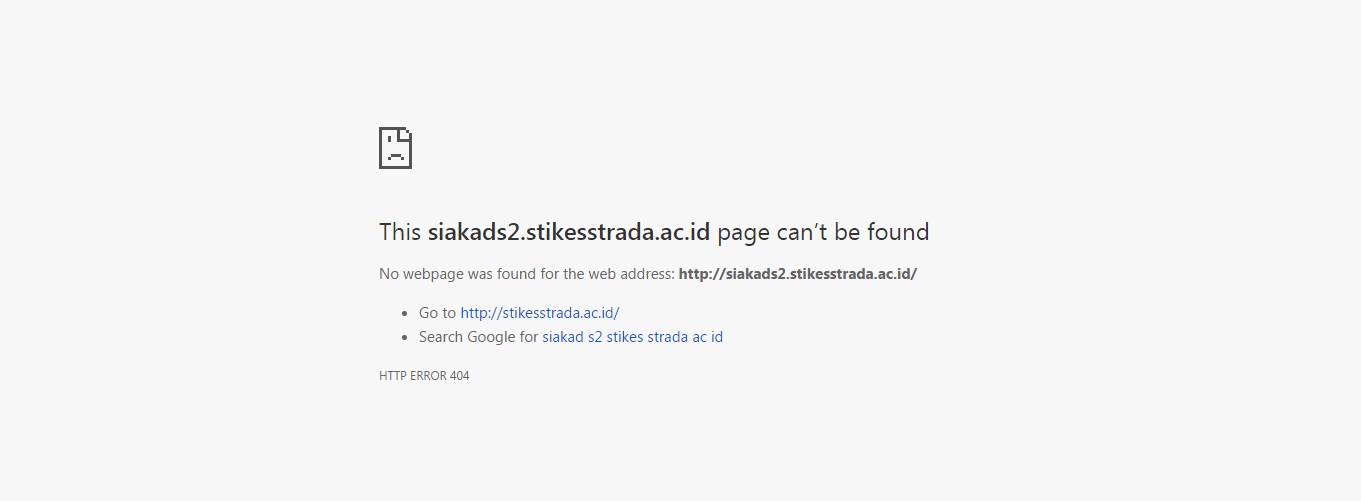 This siakads2.stikesstrada.ac.id page can’t be found
No webpage was found for the web address: http://siakads2.stikesstrada.ac.id/
• Go to http://stikesstrada.ac.id/
• Search Google for siakad s2 stikes strada ac id
HTTP ERROR 404